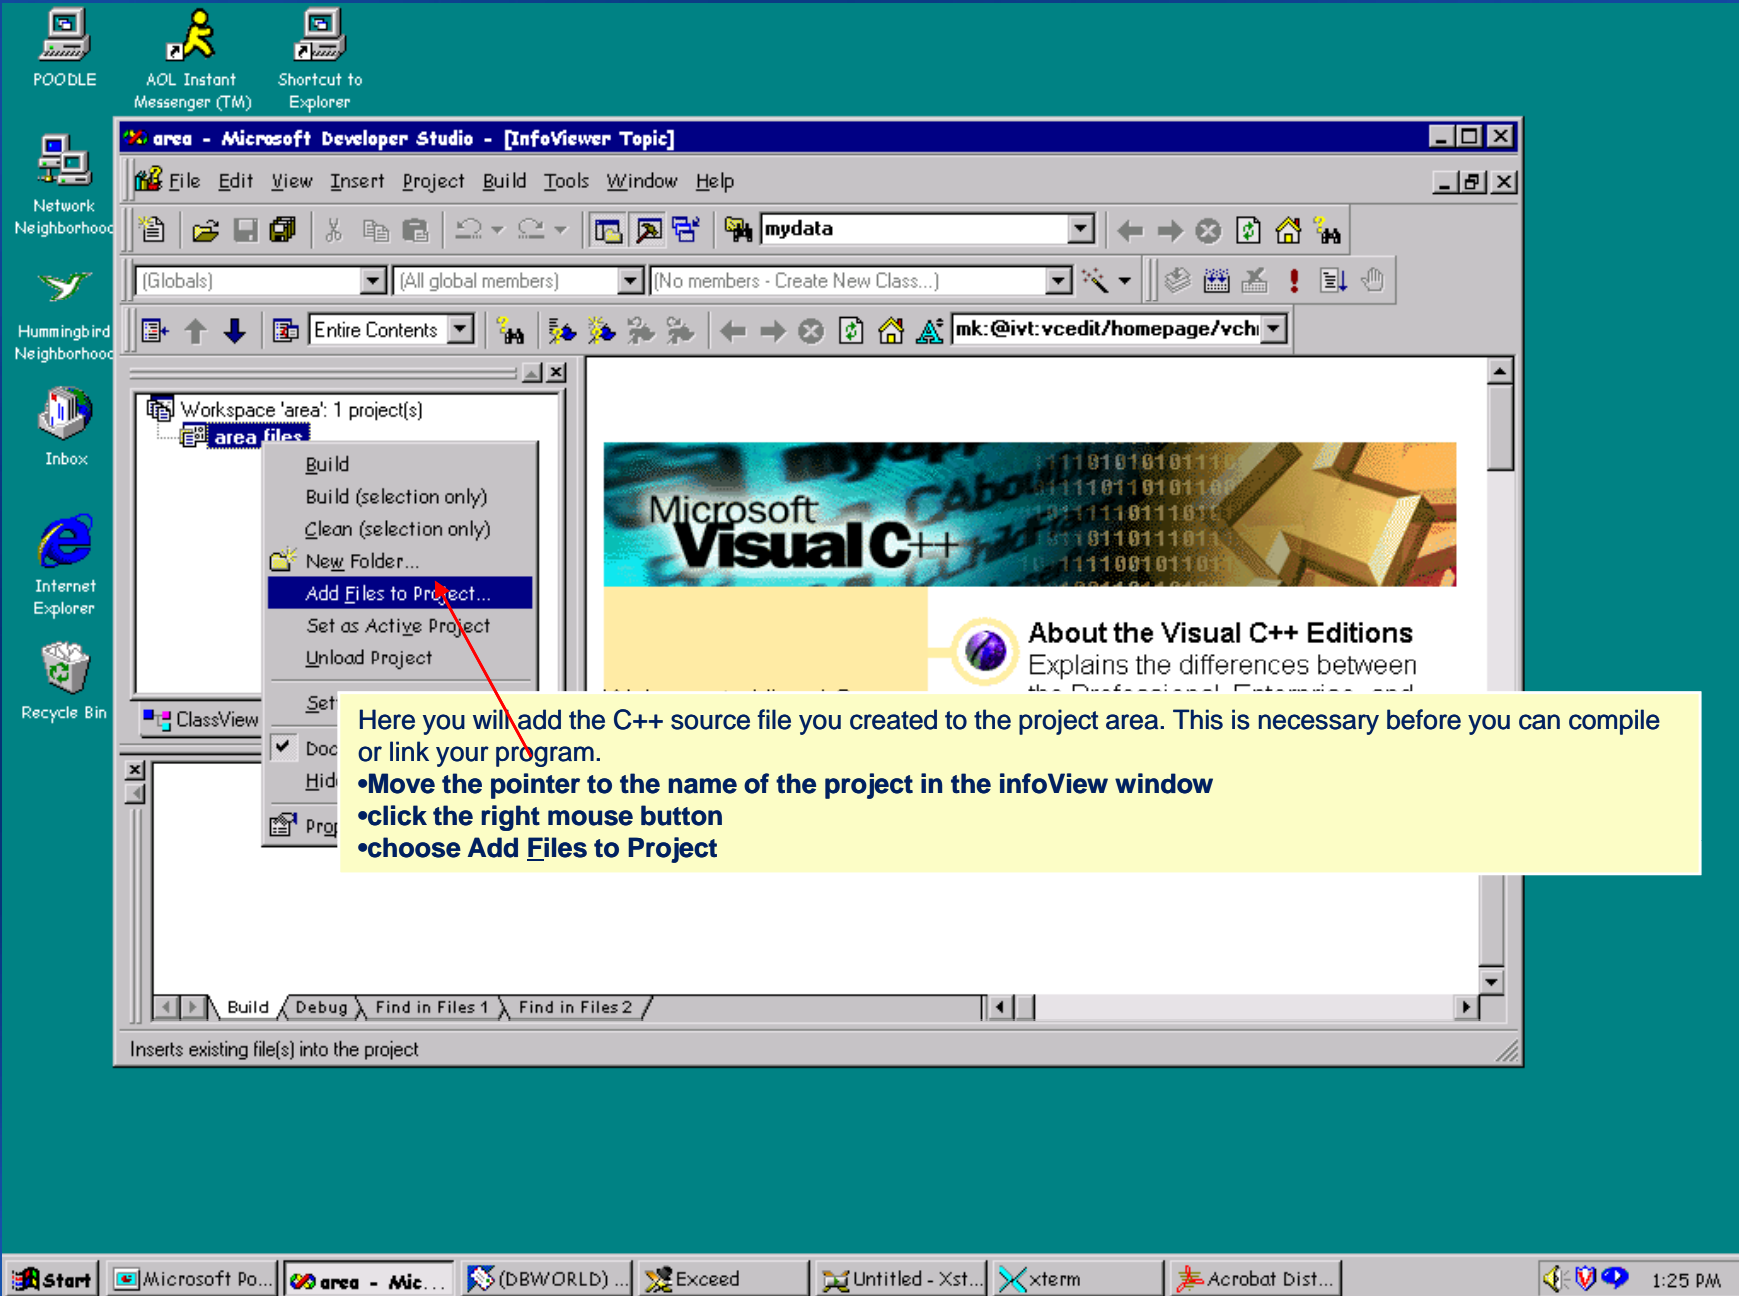 POODLE
AOL Instant
Messenger (TM)
Shortcut to
Explorer
Network
Neighborhood
Hummingbird
Neighborhood
Inbox
Internet
Explorer
Recycle Bin
area - Microsoft Developer Studio - [InfoViewer Topic]
File Edit View Insert Project Build Tools Window Help
mydata
(Globals) (All global members) (No members - Create New Class...)
Entire Contents mk:@ivt:vcedit/homepage/vch
Workspace 'area': 1 project(s)
area files
Build
Build (selection only)
Clean (selection only)
New Folder...
Add Files to Project...
Set as Active Project
Unload Project
Set
Doc
Hid
Prop
ClassView
Microsoft
Visual C++
About the Visual C++ Editions
Explains the differences between
the Professional, Enterprise, and
Here you will add the C++ source file you created to the project area. This is necessary before you can compile
or link your program.
•Move the pointer to the name of the project in the infoView window
•click the right mouse button
•choose Add Files to Project
Build Debug Find in Files 1 Find in Files 2
Inserts existing file(s) into the project
Start Microsoft Po... area - Mic... (DBWORLD) ... Exceed Untitled - Xst... xterm Acrobat Dist... 1:25 PM